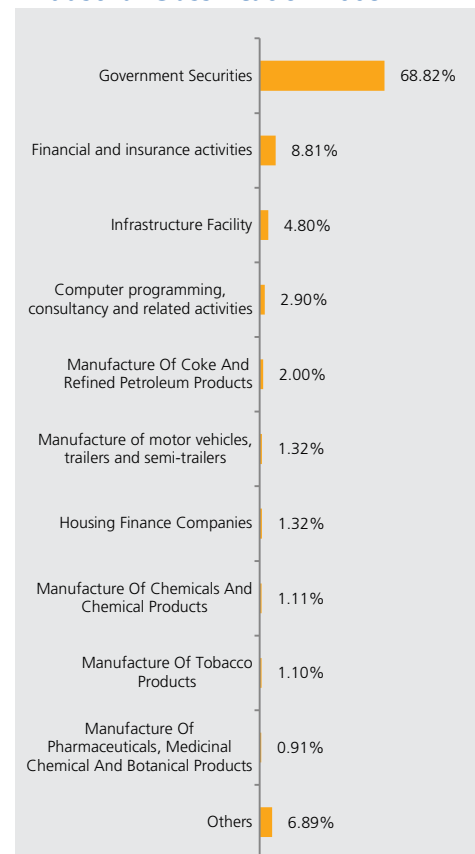 Government Securities 68.82%
Financial and insurance activities 8.81%
Infrastructure Facility 4.80%
Computer programming,
consultancy and related activities 2.90%
Manufacture Of Coke And
Refined Petroleum Products 2.00%
Manufacture of motor vehicles,
trailers and semi-trailers 1.32%
Housing Finance Companies 1.32%
Manufacture Of Chemicals And
Chemical Products 1.11%
Manufacture Of Tobacco
Products 1.10%
Manufacture Of
Pharmaceuticals, Medicinal
Chemical And Botanical Products 0.91%
Others 6.89%